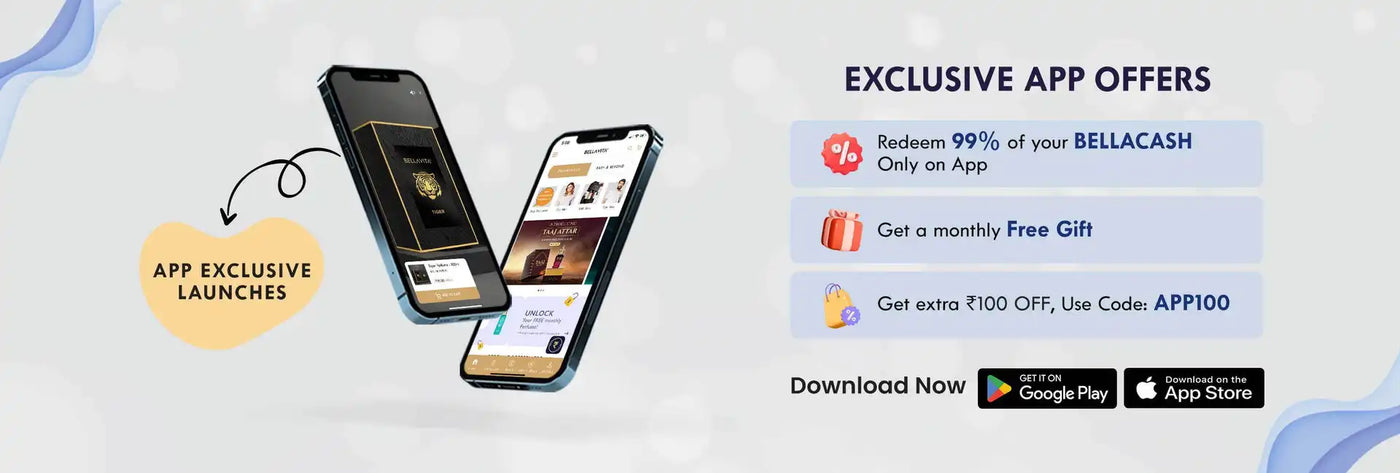 APP EXCLUSIVE
LAUNCHES
BELLAVITA
TIGER
BELLAVITA
TAAJ ATTAR
UNLOCK
Your FREE monthly
Perfume!
EXCLUSIVE APP OFFERS
Redeem 99% of your BELLACASH
Only on App
Get a monthly Free Gift
Get extra ₹100 OFF, Use Code: APP100
Download Now
GET IT ON
Google Play
Download on the
App Store